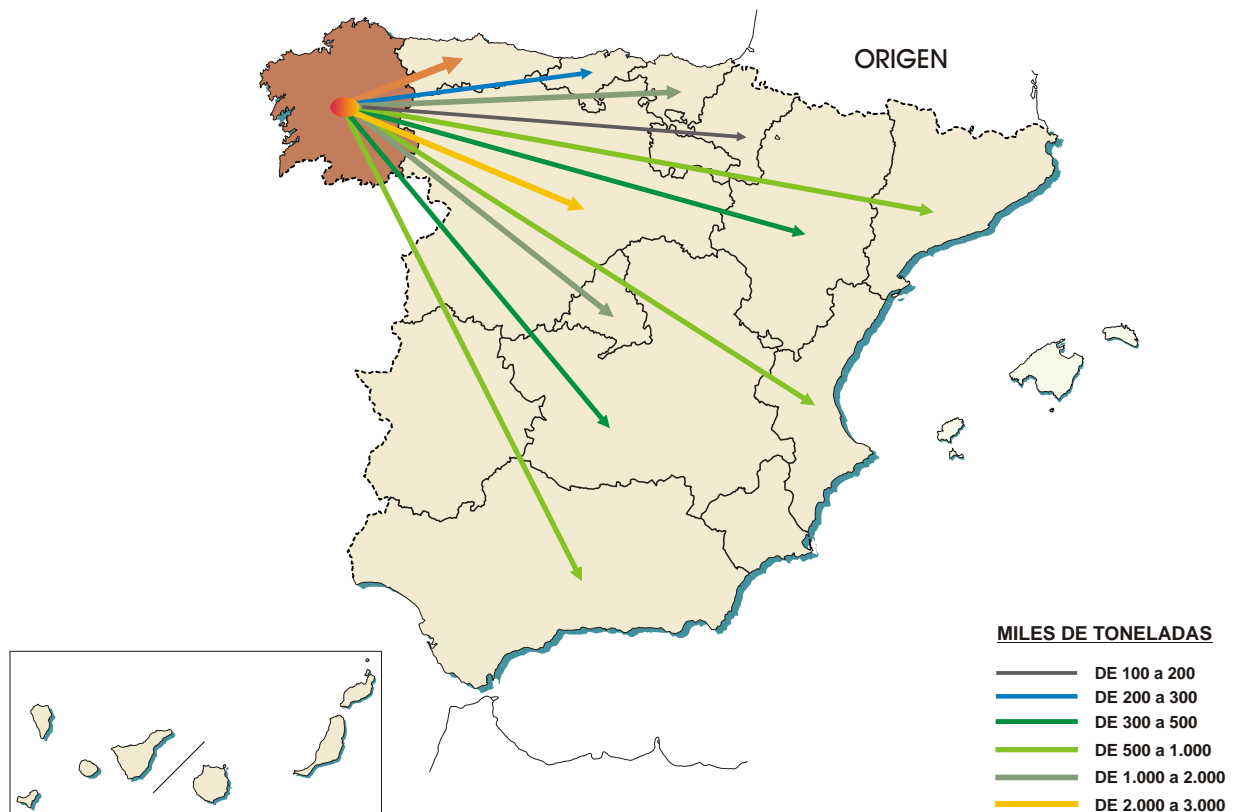 ORIGEN
MILES DE TONELADAS
DE 100 a 200
DE 200 a 300
DE 300 a 500
DE 500 a 1.000
DE 1.000 a 2.000
DE 2.000 a 3.000